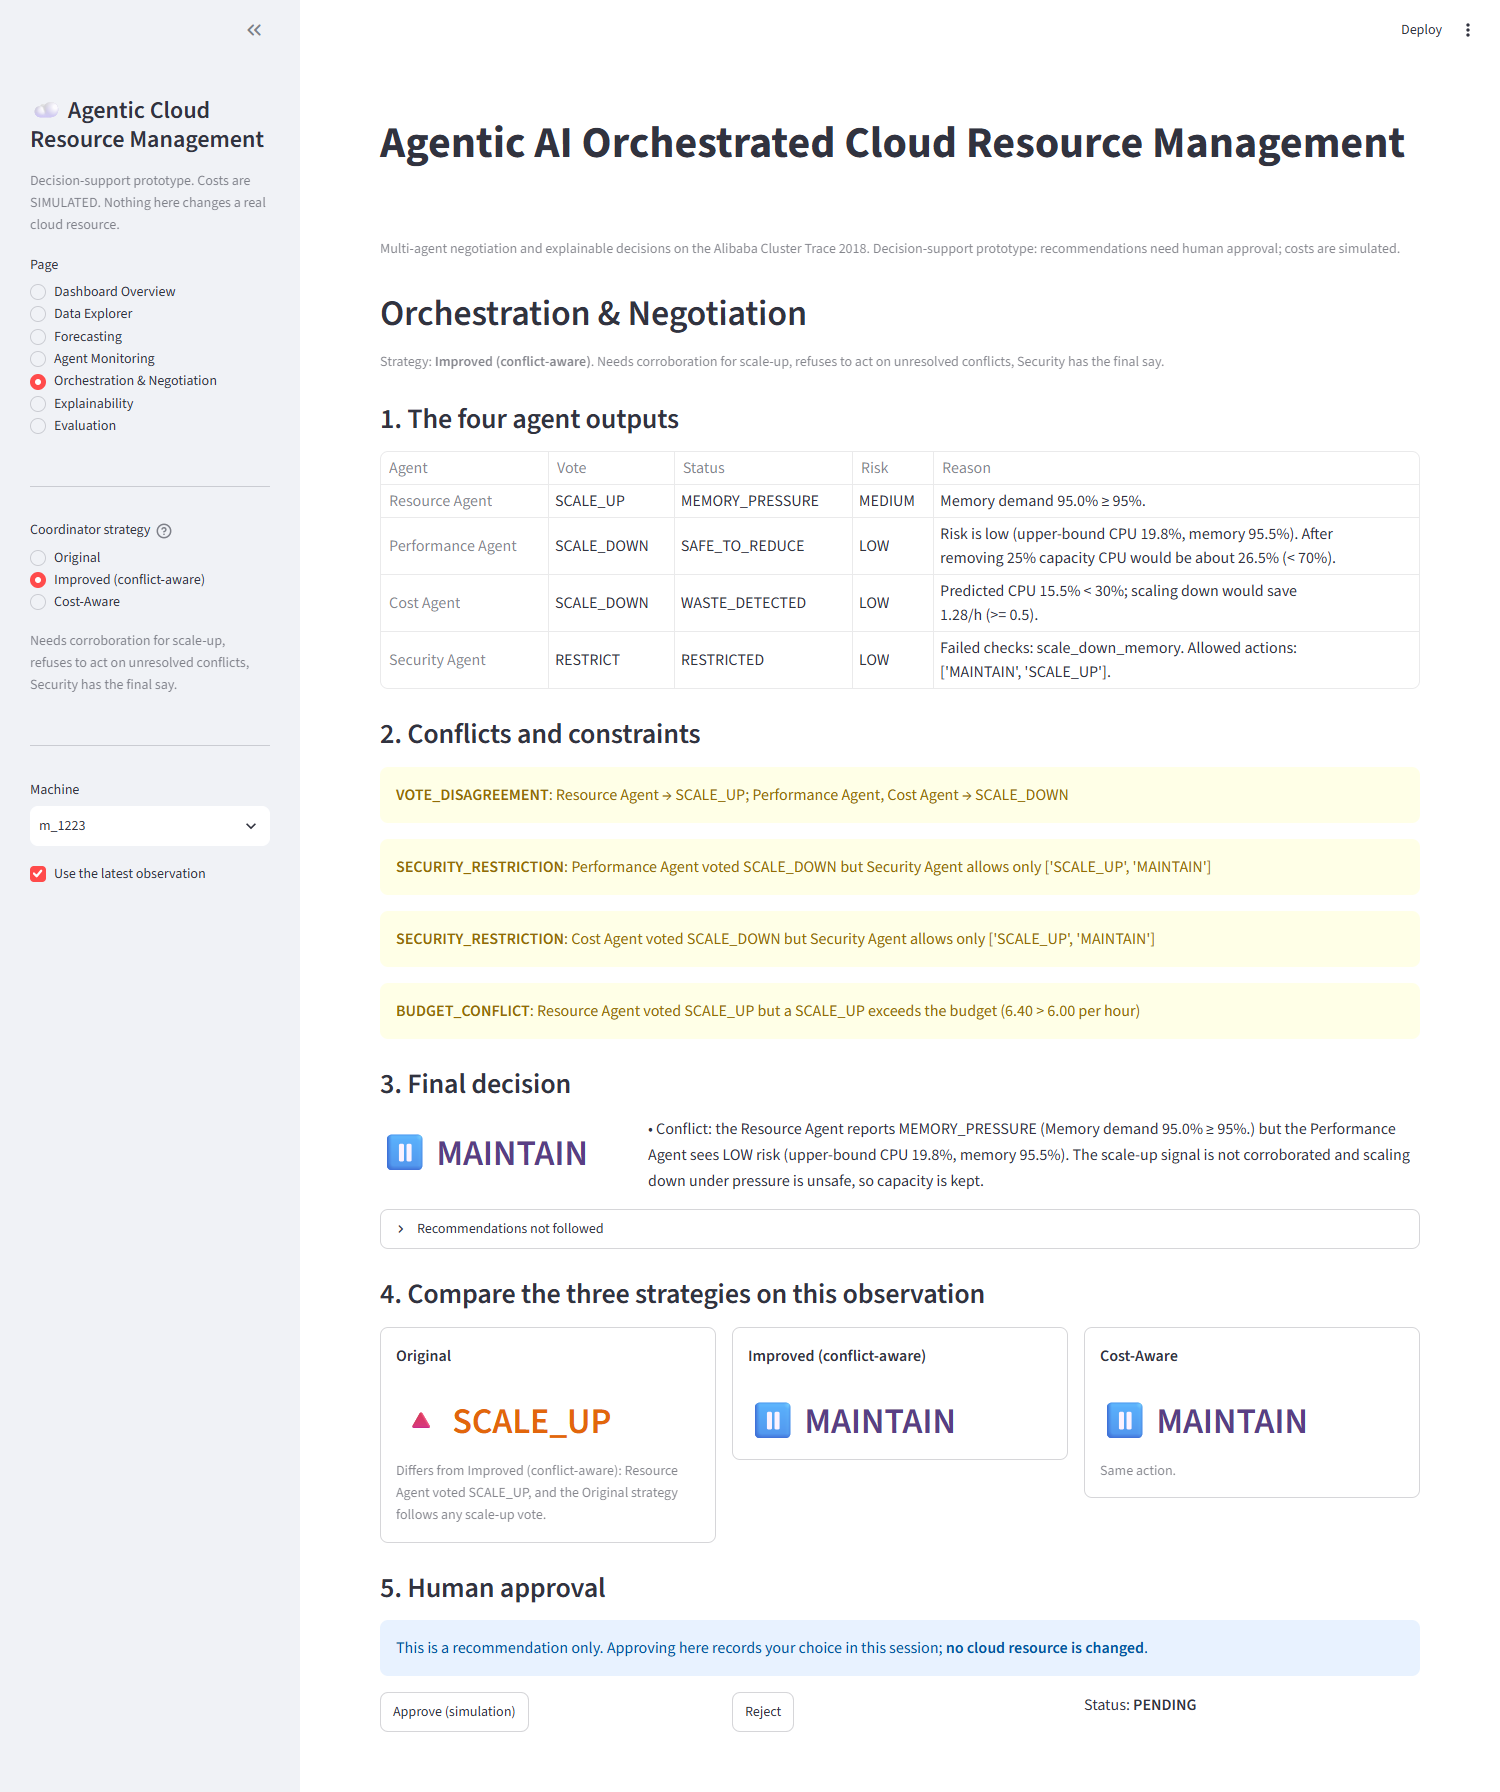 Deploy
Agentic Cloud
Resource Management
Decision-support prototype. Costs are
SIMULATED. Nothing here changes a real
cloud resource.
Page
Dashboard Overview
Data Explorer
Forecasting
Agent Monitoring
Orchestration & Negotiation
Explainability
Evaluation
Coordinator strategy
Original
Improved (conflict-aware)
Cost-Aware
Needs corroboration for scale-up,
refuses to act on unresolved conflicts,
Security has the final say.
Machine
m_1223
Use the latest observation
Agentic AI Orchestrated Cloud Resource Management
Multi-agent negotiation and explainable decisions on the Alibaba Cluster Trace 2018. Decision-support prototype: recommendations need human approval; costs are simulated.
Orchestration & Negotiation
Strategy: Improved (conflict-aware). Needs corroboration for scale-up, refuses to act on unresolved conflicts, Security has the final say.
1. The four agent outputs
Agent Vote Status Risk Reason
Resource Agent SCALE_UP MEMORY_PRESSURE MEDIUM Memory demand 95.0% ≥ 95%.
Performance Agent SCALE_DOWN SAFE_TO_REDUCE LOW Risk is low (upper-bound CPU 19.8%, memory 95.5%). After
removing 25% capacity CPU would be about 26.5% (< 70%).
Cost Agent SCALE_DOWN WASTE_DETECTED LOW Predicted CPU 15.5% < 30%; scaling down would save
1.28/h (>= 0.5).
Security Agent RESTRICT RESTRICTED LOW Failed checks: scale_down_memory. Allowed actions:
['MAINTAIN', 'SCALE_UP'].
2. Conflicts and constraints
VOTE_DISAGREEMENT: Resource Agent → SCALE_UP; Performance Agent, Cost Agent → SCALE_DOWN
SECURITY_RESTRICTION: Performance Agent voted SCALE_DOWN but Security Agent allows only ['SCALE_UP', 'MAINTAIN']
SECURITY_RESTRICTION: Cost Agent voted SCALE_DOWN but Security Agent allows only ['SCALE_UP', 'MAINTAIN']
BUDGET_CONFLICT: Resource Agent voted SCALE_UP but a SCALE_UP exceeds the budget (6.40 > 6.00 per hour)
3. Final decision
MAINTAIN
• Conflict: the Resource Agent reports MEMORY_PRESSURE (Memory demand 95.0% ≥ 95%.) but the Performance
Agent sees LOW risk (upper-bound CPU 19.8%, memory 95.5%). The scale-up signal is not corroborated and scaling
down under pressure is unsafe, so capacity is kept.
Recommendations not followed
4. Compare the three strategies on this observation
Original
SCALE_UP
Differs from Improved (conflict-aware): Resource
Agent voted SCALE_UP, and the Original strategy
follows any scale-up vote.
Improved (conflict-aware)
MAINTAIN
Cost-Aware
MAINTAIN
Same action.
5. Human approval
This is a recommendation only. Approving here records your choice in this session; no cloud resource is changed.
Approve (simulation)
Reject
Status: PENDING